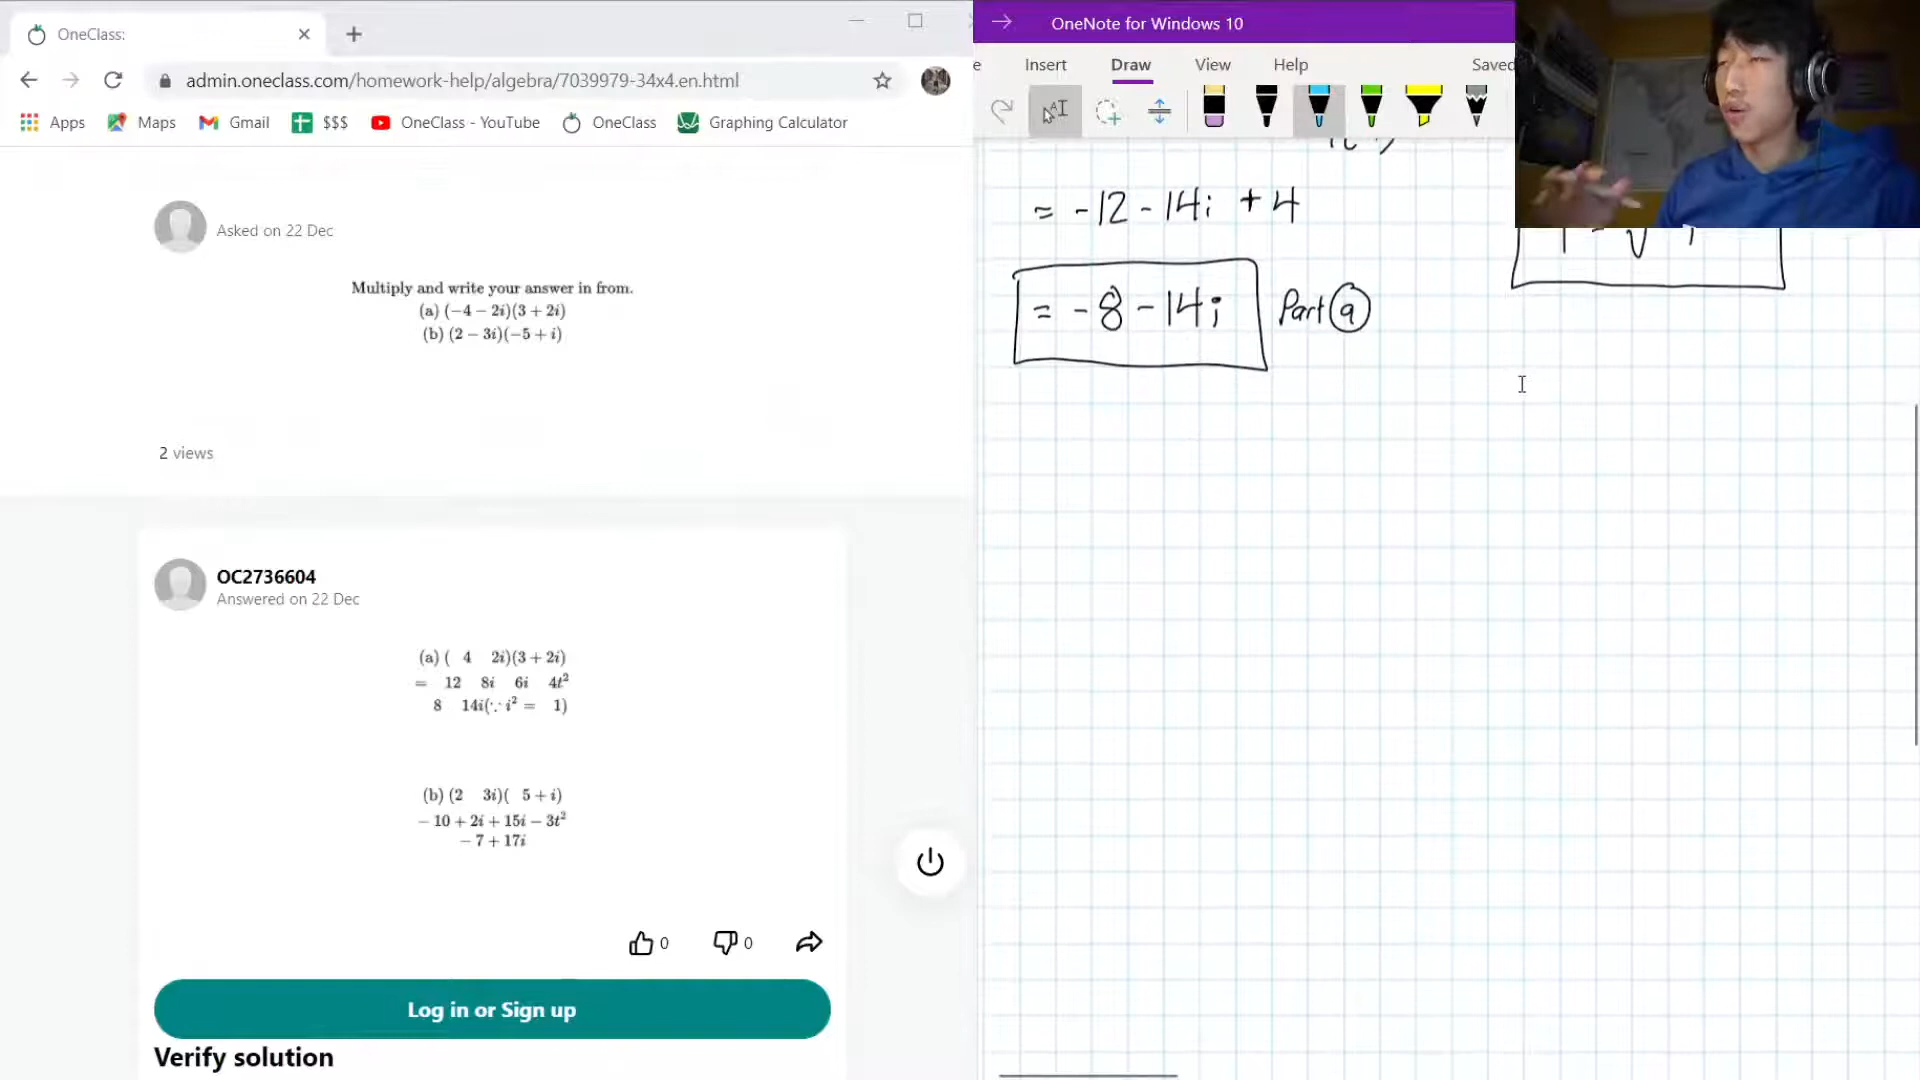 OneClass:
admin.oneclass.com/homework-help/algebra/7039979-34x4.en.html
Apps Maps Gmail $$$ OneClass - YouTube OneClass Graphing Calculator
Asked on 22 Dec
Multiply and write your answer in from.
(a) (−4 − 2i)(3 + 2i)
(b) (2 − 3i)(−5 + i)
2 views
OC2736604
Answered on 22 Dec
(a) ( 4 2i)(3 + 2i)
= 12 8i 6i 4t²
8 14i(∵ i² = 1)
(b) (2 3i)( 5 + i)
− 10 + 2i + 15i − 3t²
− 7 + 17i
0 0
Log in or Sign up
Verify solution
OneNote for Windows 10
e Insert Draw View Help Saved
= -12 - 14i + 4
= -8 - 14i Part a